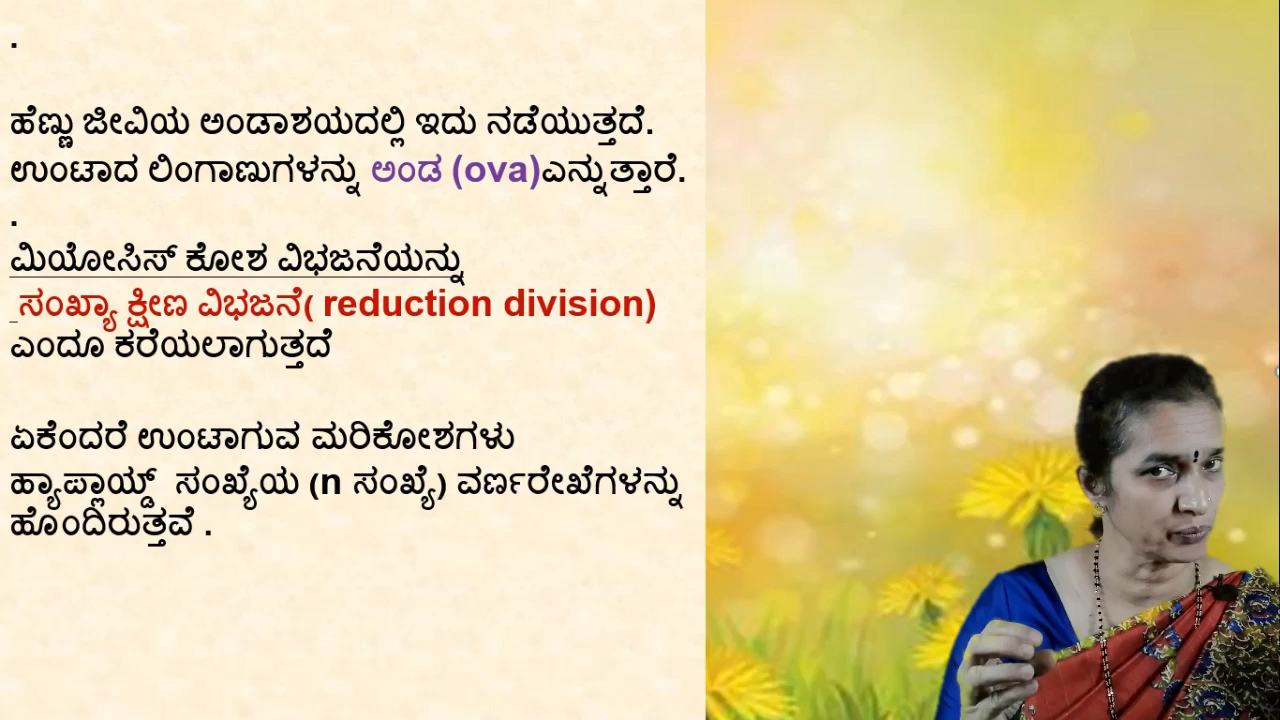 .
ಹೆಣ್ಣು ಜೀವಿಯ ಅಂಡಾಶಯದಲ್ಲಿ ಇದು ನಡೆಯುತ್ತದೆ.
ಉಂಟಾದ ಲಿಂಗಾಣುಗಳನ್ನು ಅಂಡ (ova)ಎನ್ನುತ್ತಾರೆ.
.
ಮಿಯೋಸಿಸ್ ಕೋಶ ವಿಭಜನೆಯನ್ನು
ಸಂಖ್ಯಾ ಕ್ಷೀಣ ವಿಭಜನೆ( reduction division)
ಎಂದೂ ಕರೆಯಲಾಗುತ್ತದೆ
ಏಕೆಂದರೆ ಉಂಟಾಗುವ ಮರಿಕೋಶಗಳು
ಹ್ಯಾಪ್ಲಾಯ್ಡ್ ಸಂಖ್ಯೆಯ (n ಸಂಖ್ಯೆ) ವರ್ಣರೇಖೆಗಳನ್ನು
ಹೊಂದಿರುತ್ತವೆ .